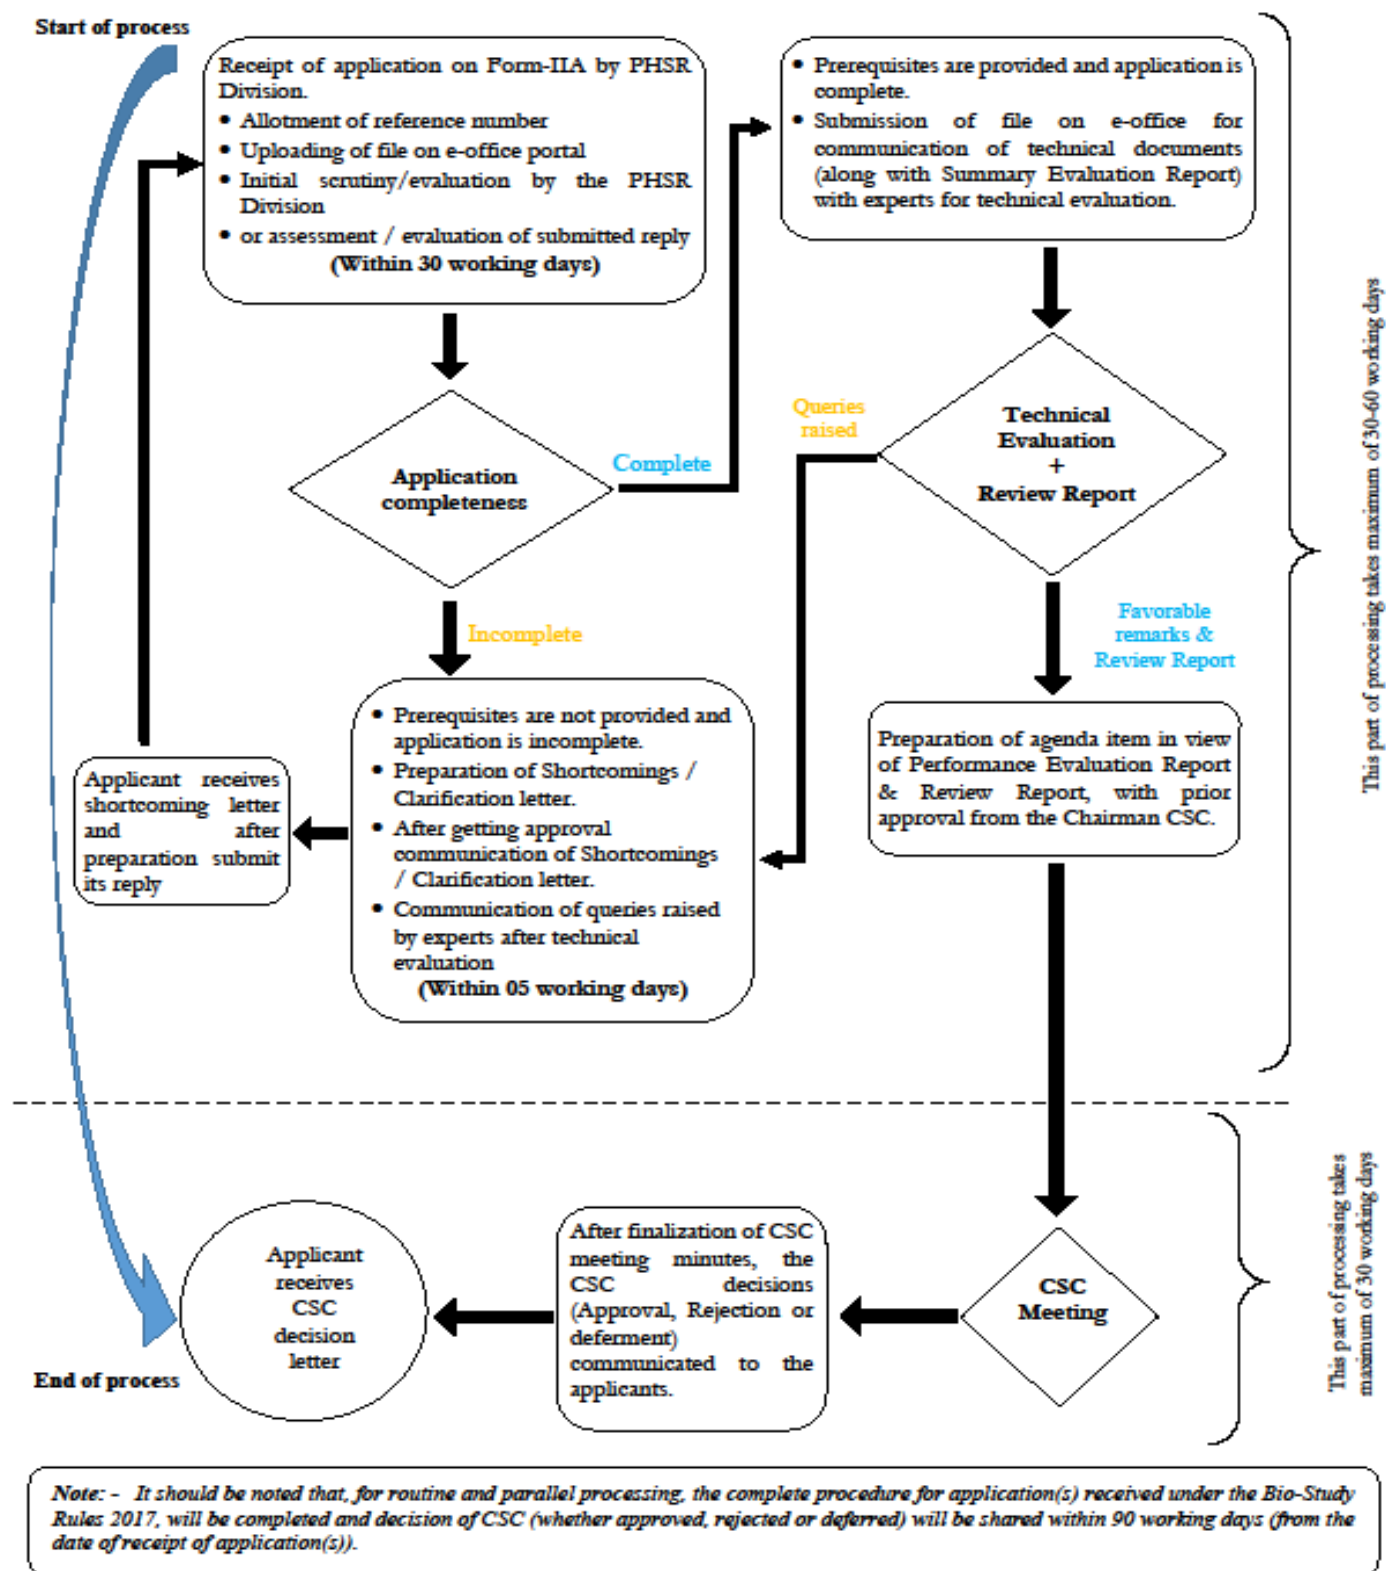 Start of process
Receipt of application on Form-IIA by PHSR
Division.
• Allotment of reference number
• Uploading of file on e-office portal
• Initial scrutiny/evaluation by the PHSR
Division
• or assessment / evaluation of submitted reply
(Within 30 working days)
• Prerequisites are provided and application is
complete.
• Submission of file on e-office for
communication of technical documents
(along with Summary Evaluation Report)
with experts for technical evaluation.
Application
completeness
Complete
Queries
raised
Technical
Evaluation
+
Review Report
Incomplete
Favorable
remarks &
Review Report
• Prerequisites are not provided and
application is incomplete.
• Preparation of Shortcomings /
Clarification letter.
• After getting approval
communication of Shortcomings
/ Clarification letter.
• Communication of queries raised
by experts after technical
evaluation
(Within 05 working days)
Applicant receives
shortcoming letter
and after
preparation submit
its reply
Preparation of agenda item in view
of Performance Evaluation Report
& Review Report, with prior
approval from the Chairman CSC.
This part of processing takes maximum of 30-60 working days
CSC
Meeting
After finalization of CSC
meeting minutes, the
CSC decisions
(Approval, Rejection or
deferment)
communicated to the
applicants.
Applicant
receives
CSC
decision
letter
End of process
This part of processing takes
maximum of 30 working days
Note: - It should be noted that, for routine and parallel processing, the complete procedure for application(s) received under the Bio-Study
Rules 2017, will be completed and decision of CSC (whether approved, rejected or deferred) will be shared within 90 working days (from the
date of receipt of application(s)).